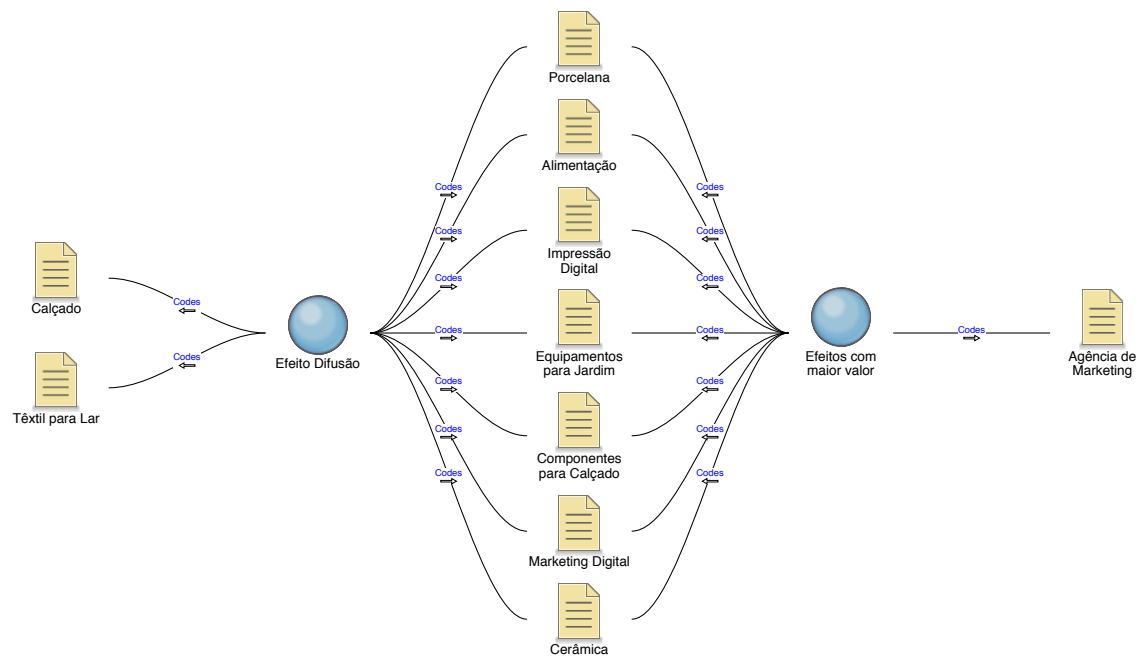 Porcelana
Alimentação
Codes
Codes
Codes
Codes
Impressão
Digital
Codes
Codes
Calçado
Codes
Efeito Difusão
Codes
Equipamentos
para Jardim
Codes
Efeitos com
maior valor
Codes
Agência de
Marketing
Têxtil para Lar
Codes
Codes
Codes
Componentes
para Calçado
Codes
Codes
Codes
Codes
Marketing Digital
Cerâmica